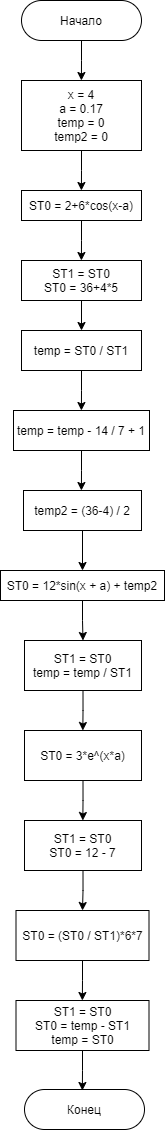 Начало
x = 4
a = 0.17
temp = 0
temp2 = 0
ST0 = 2+6*cos(x-a)
ST1 = ST0
ST0 = 36+4*5
temp = ST0 / ST1
temp = temp - 14 / 7 + 1
temp2 = (36-4) / 2
ST0 = 12*sin(x + a) + temp2
ST1 = ST0
temp = temp / ST1
ST0 = 3*e^(x*a)
ST1 = ST0
ST0 = 12 - 7
ST0 = (ST0 / ST1)*6*7
ST1 = ST0
ST0 = temp - ST1
temp = ST0
Конец